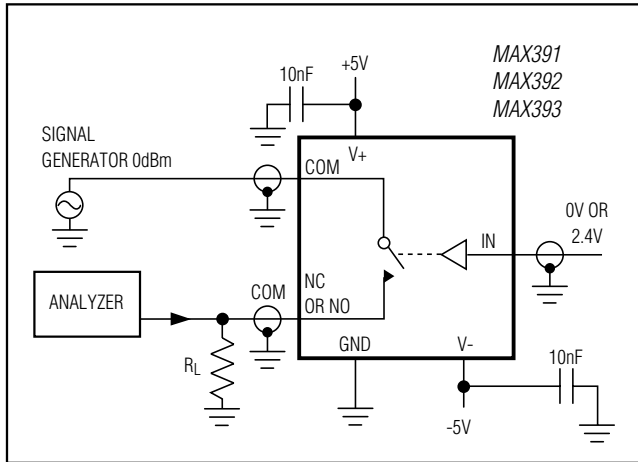 MAX391
MAX392
MAX393
+5V
10nF
SIGNAL
GENERATOR 0dBm
V+
COM
IN
0V OR
2.4V
ANALYZER
COM
NC
OR NO
RL
GND
V-
10nF
-5V